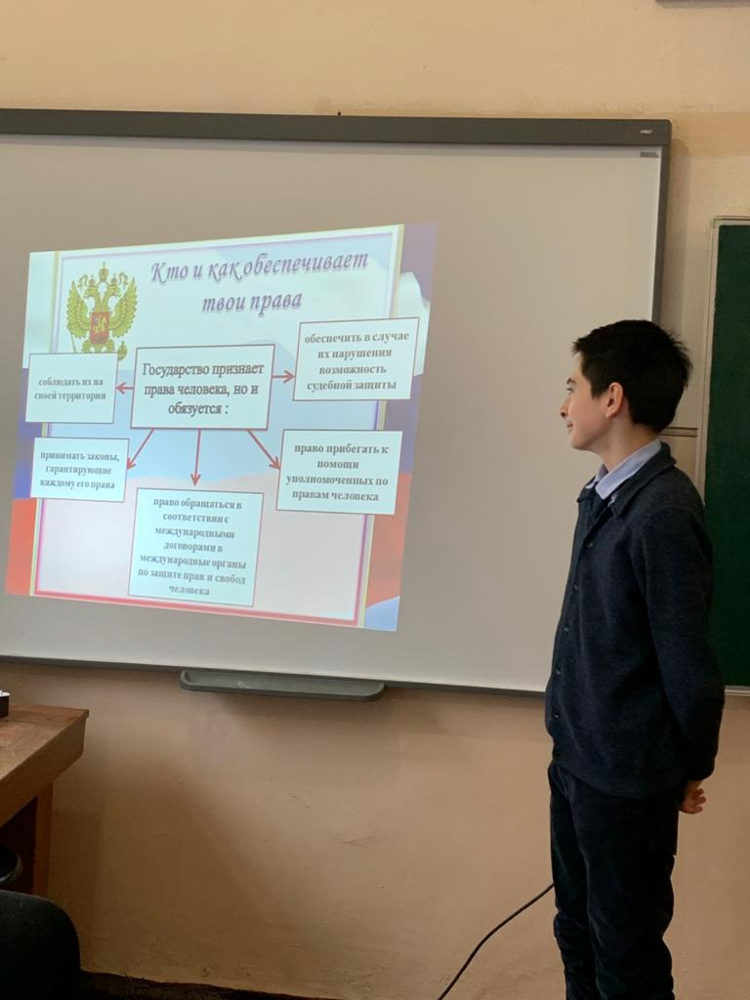 Кто и как обеспечивает
твои права
Государство признает
права человека, но и
обязуется :
соблюдать их на
своей территории
обеспечить в случае
их нарушения
возможность
судебной защиты
принимать законы,
гарантирующие
каждому его права
право прибегать к
помощи
уполномоченных по
правам человека
право обращаться в
соответствии с
международными
договорами в
международные органы
по защите прав и свобод
человека